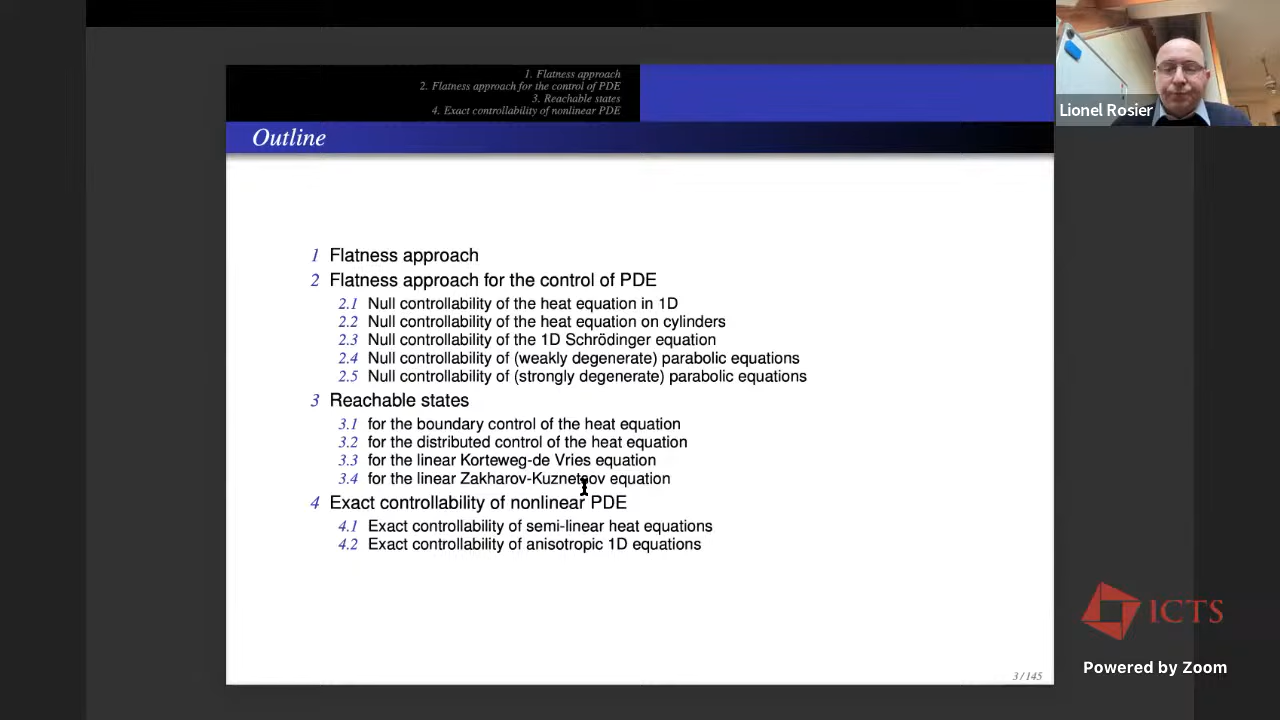 1. Flatness approach
2. Flatness approach for the control of PDE
3. Reachable states
4. Exact controllability of nonlinear PDE
Outline
1 Flatness approach
2 Flatness approach for the control of PDE
2.1 Null controllability of the heat equation in 1D
2.2 Null controllability of the heat equation on cylinders
2.3 Null controllability of the 1D Schrödinger equation
2.4 Null controllability of (weakly degenerate) parabolic equations
2.5 Null controllability of (strongly degenerate) parabolic equations
3 Reachable states
3.1 for the boundary control of the heat equation
3.2 for the distributed control of the heat equation
3.3 for the linear Korteweg-de Vries equation
3.4 for the linear Zakharov-Kuznetsov equation
4 Exact controllability of nonlinear PDE
4.1 Exact controllability of semi-linear heat equations
4.2 Exact controllability of anisotropic 1D equations
3 / 145
Lionel Rosier
ICTS
Powered by Zoom